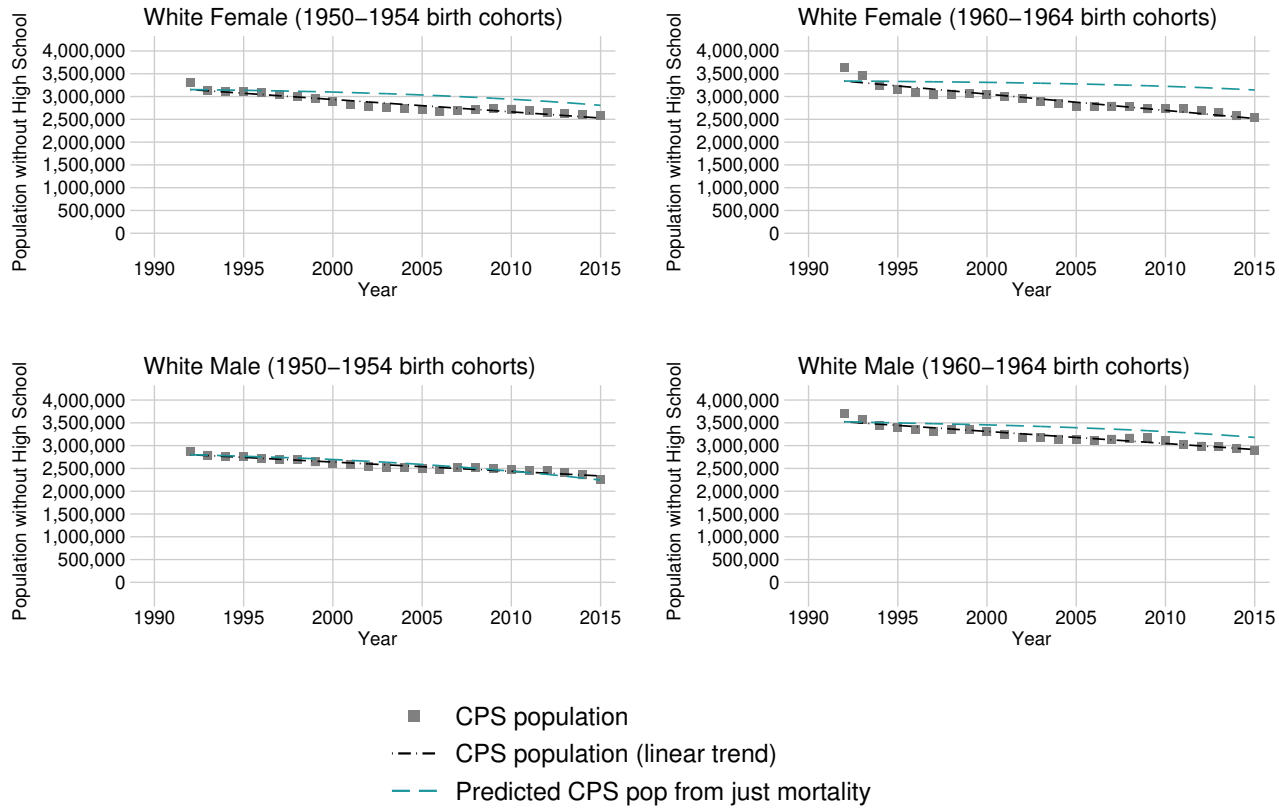 White Female (1950−1954 birth cohorts)
Population without High School
4,000,000
3,500,000
3,000,000
2,500,000
2,000,000
1,500,000
1,000,000
500,000
0
1990 1995 2000 2005 2010 2015
Year
White Female (1960−1964 birth cohorts)
Population without High School
4,000,000
3,500,000
3,000,000
2,500,000
2,000,000
1,500,000
1,000,000
500,000
0
1990 1995 2000 2005 2010 2015
Year
White Male (1950−1954 birth cohorts)
Population without High School
4,000,000
3,500,000
3,000,000
2,500,000
2,000,000
1,500,000
1,000,000
500,000
0
1990 1995 2000 2005 2010 2015
Year
White Male (1960−1964 birth cohorts)
Population without High School
4,000,000
3,500,000
3,000,000
2,500,000
2,000,000
1,500,000
1,000,000
500,000
0
1990 1995 2000 2005 2010 2015
Year
CPS population
CPS population (linear trend)
Predicted CPS pop from just mortality